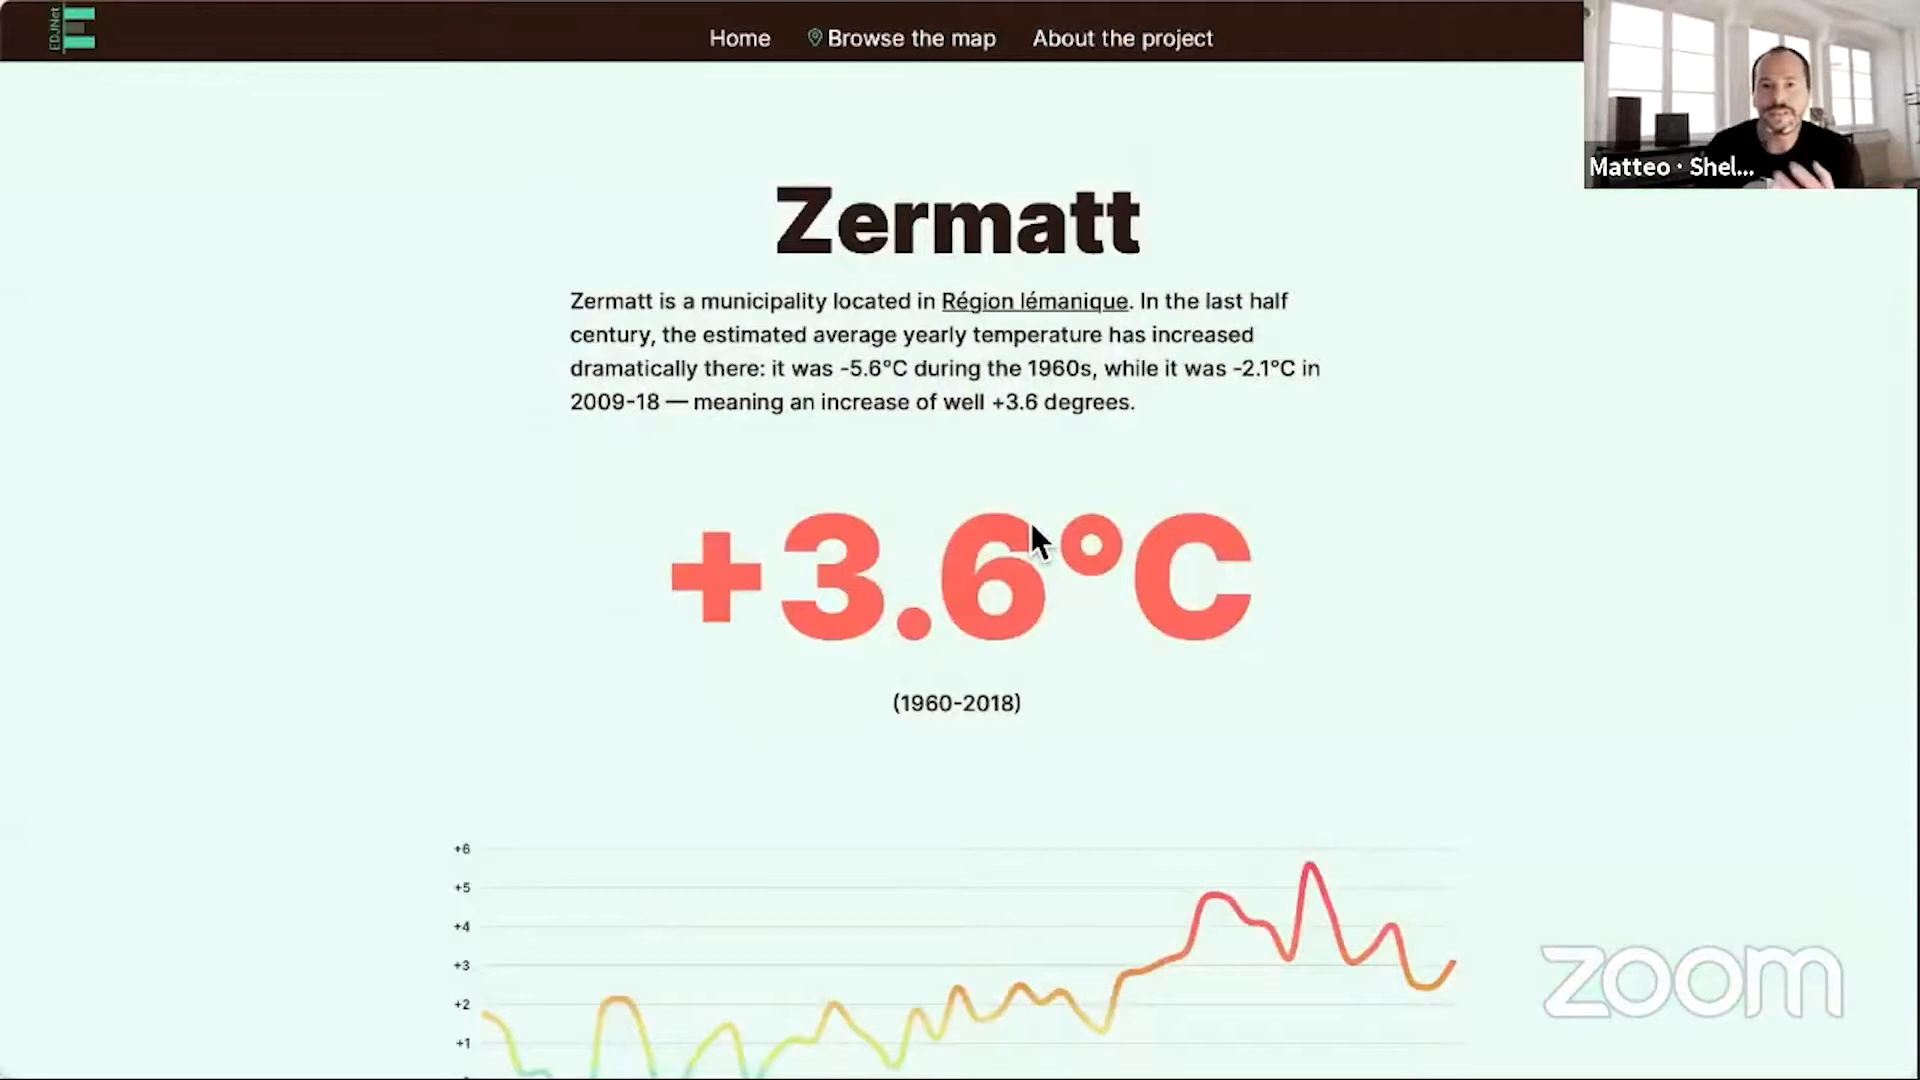 EDJNet
Home
Browse the map
About the project
Matteo · Shel...
Zermatt
Zermatt is a municipality located in Région lémanique. In the last half
century, the estimated average yearly temperature has increased
dramatically there: it was -5.6°C during the 1960s, while it was -2.1°C in
2009-18 — meaning an increase of well +3.6 degrees.
+3.6°C
(1960-2018)
+6
+5
+4
+3
+2
+1
zoom